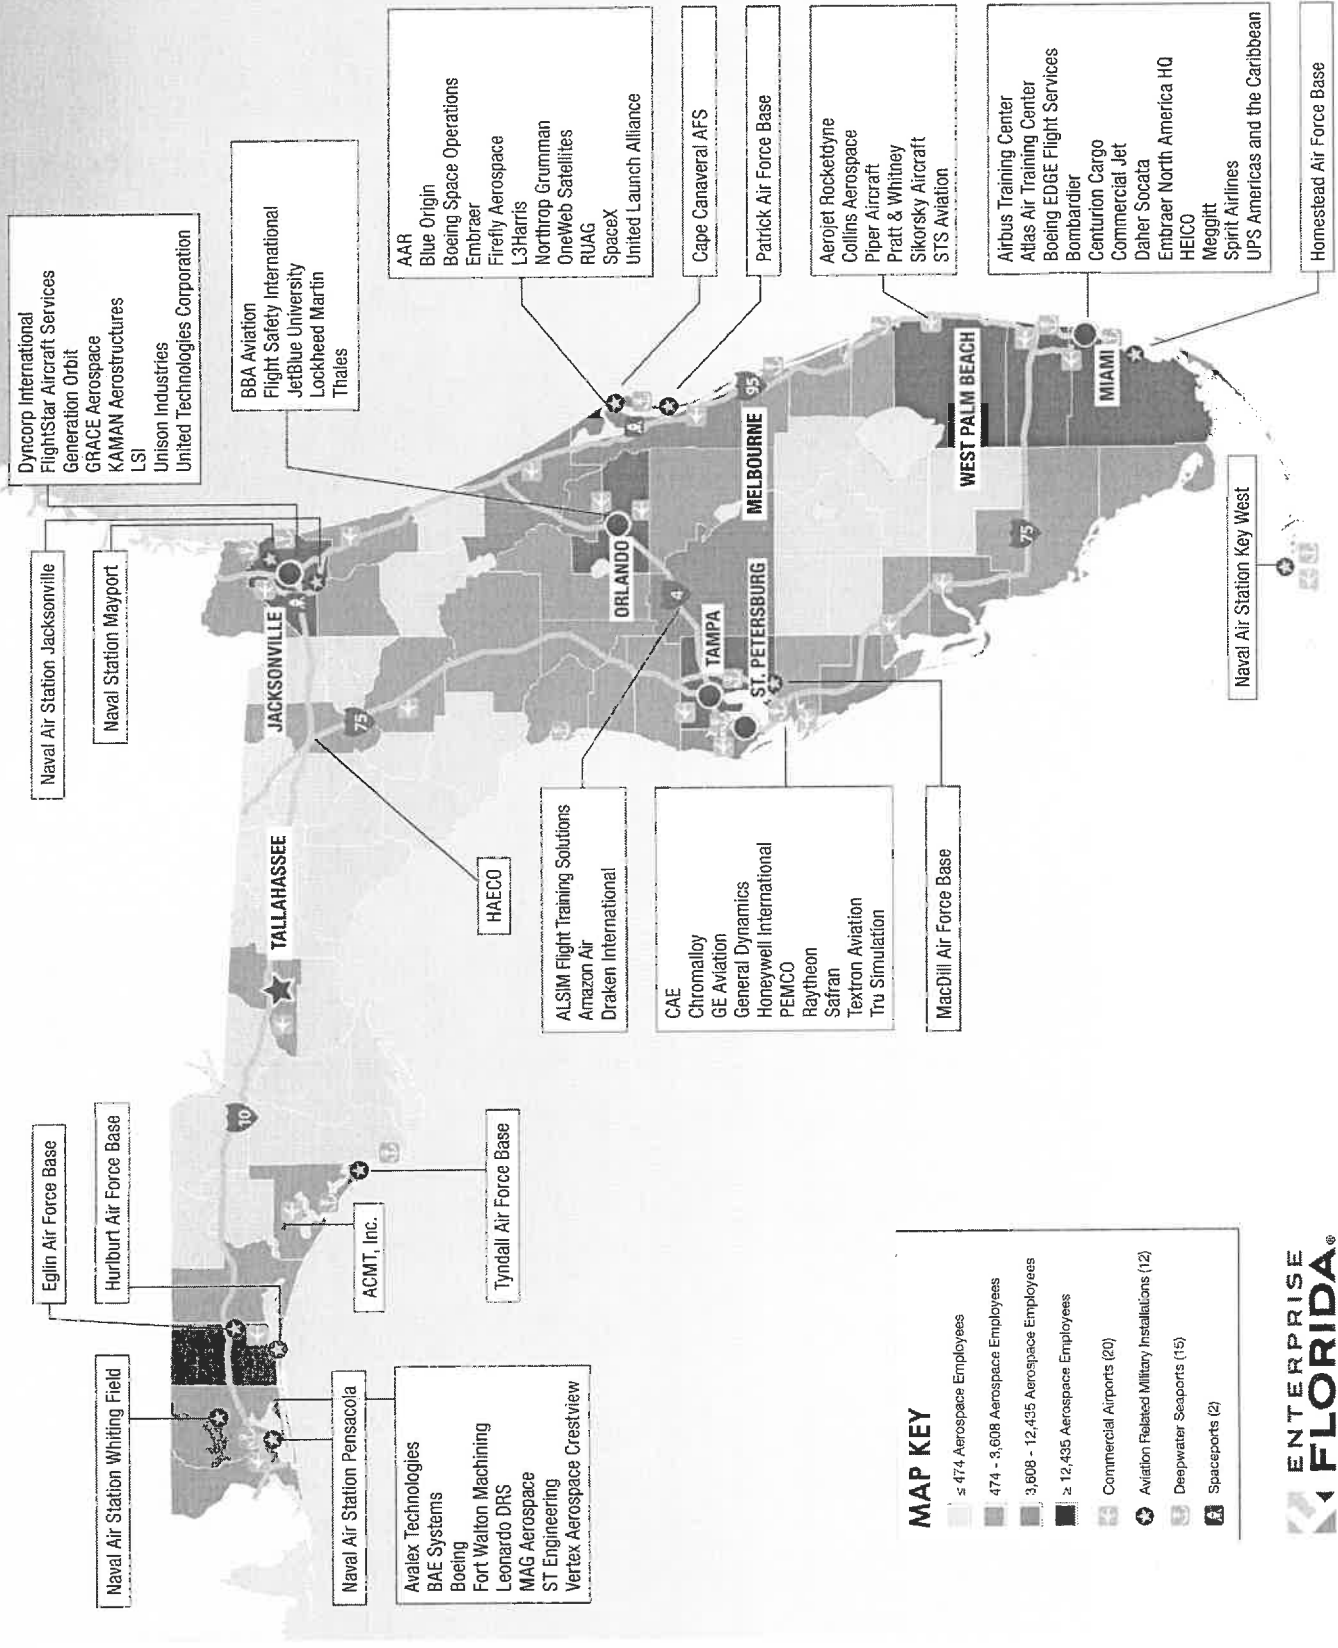 Naval Air Station Whiting Field
Eglin Air Force Base
Hurlburt Air Force Base
Naval Air Station Pensacola
Avalex Technologies
BAE Systems
Boeing
Fort Walton Machining
Leonardo DRS
MAG Aerospace
ST Engineering
Vertex Aerospace Crestview
ACMT, Inc.
Tyndall Air Force Base
10
TALLAHASSEE
HAECO
Naval Air Station Jacksonville
Naval Station Mayport
JACKSONVILLE
75
Dyncorp International
FlightStar Aircraft Services
Generation Orbit
GRACE Aerospace
KAMAN Aerostructures
LSI
Unison Industries
United Technologies Corporation
BBA Aviation
Flight Safety International
JetBlue University
Lockheed Martin
Thales
AAR
Blue Origin
Boeing Space Operations
Embraer
Firefly Aerospace
L3Harris
Northrop Grumman
OneWeb Satellites
RUAG
SpaceX
United Launch Alliance
Cape Canaveral AFS
Patrick Air Force Base
ORLANDO
4
TAMPA
ST. PETERSBURG
MELBOURNE
95
ALSIM Flight Training Solutions
Amazon Air
Draken International
CAE
Chromalloy
GE Aviation
General Dynamics
Honeywell International
PEMCO
Raytheon
Safran
Textron Aviation
Tru Simulation
MacDill Air Force Base
Aerojet Rocketdyne
Collins Aerospace
Piper Aircraft
Pratt & Whitney
Sikorsky Aircraft
STS Aviation
WEST PALM BEACH
75
MIAMI
Airbus Training Center
Atlas Air Training Center
Boeing EDGE Flight Services
Bombardier
Centurion Cargo
Commercial Jet
Daher Socata
Embraer North America HQ
HEICO
Meggitt
Spirit Airlines
UPS Americas and the Caribbean
Homestead Air Force Base
Naval Air Station Key West
MAP KEY
≤ 474 Aerospace Employees
474 - 3,608 Aerospace Employees
3,608 - 12,435 Aerospace Employees
≥ 12,435 Aerospace Employees
Commercial Airports (20)
Aviation Related Military Installations (12)
Deepwater Seaports (15)
Spaceports (2)
ENTERPRISE
FLORIDA®